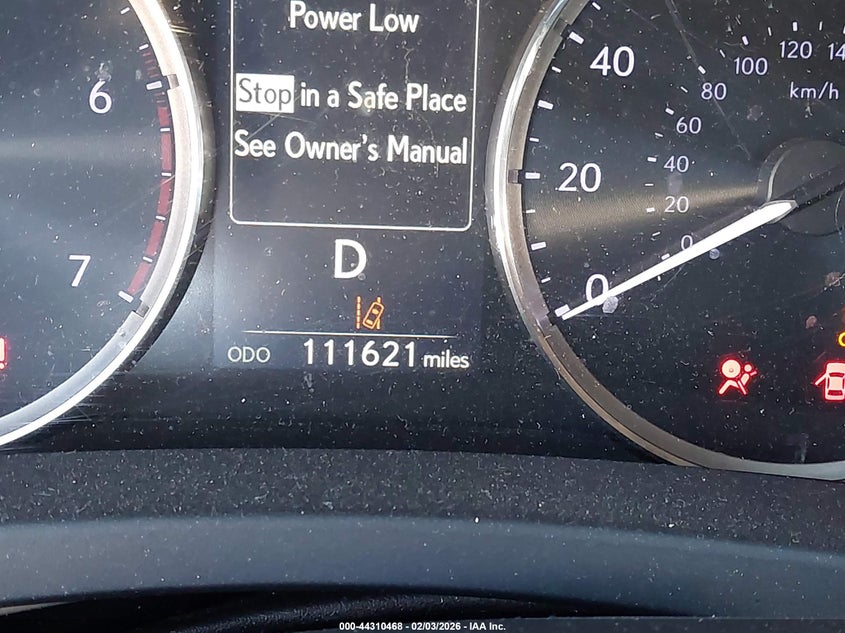 Power Low
Stop in a Safe Place
See Owner's Manual
D
ODO 111621 miles
6
7
40
20
0
120
100
80
60
40
20
0
km/h
000-44310468 - 02/03/2026 - IAA Inc.